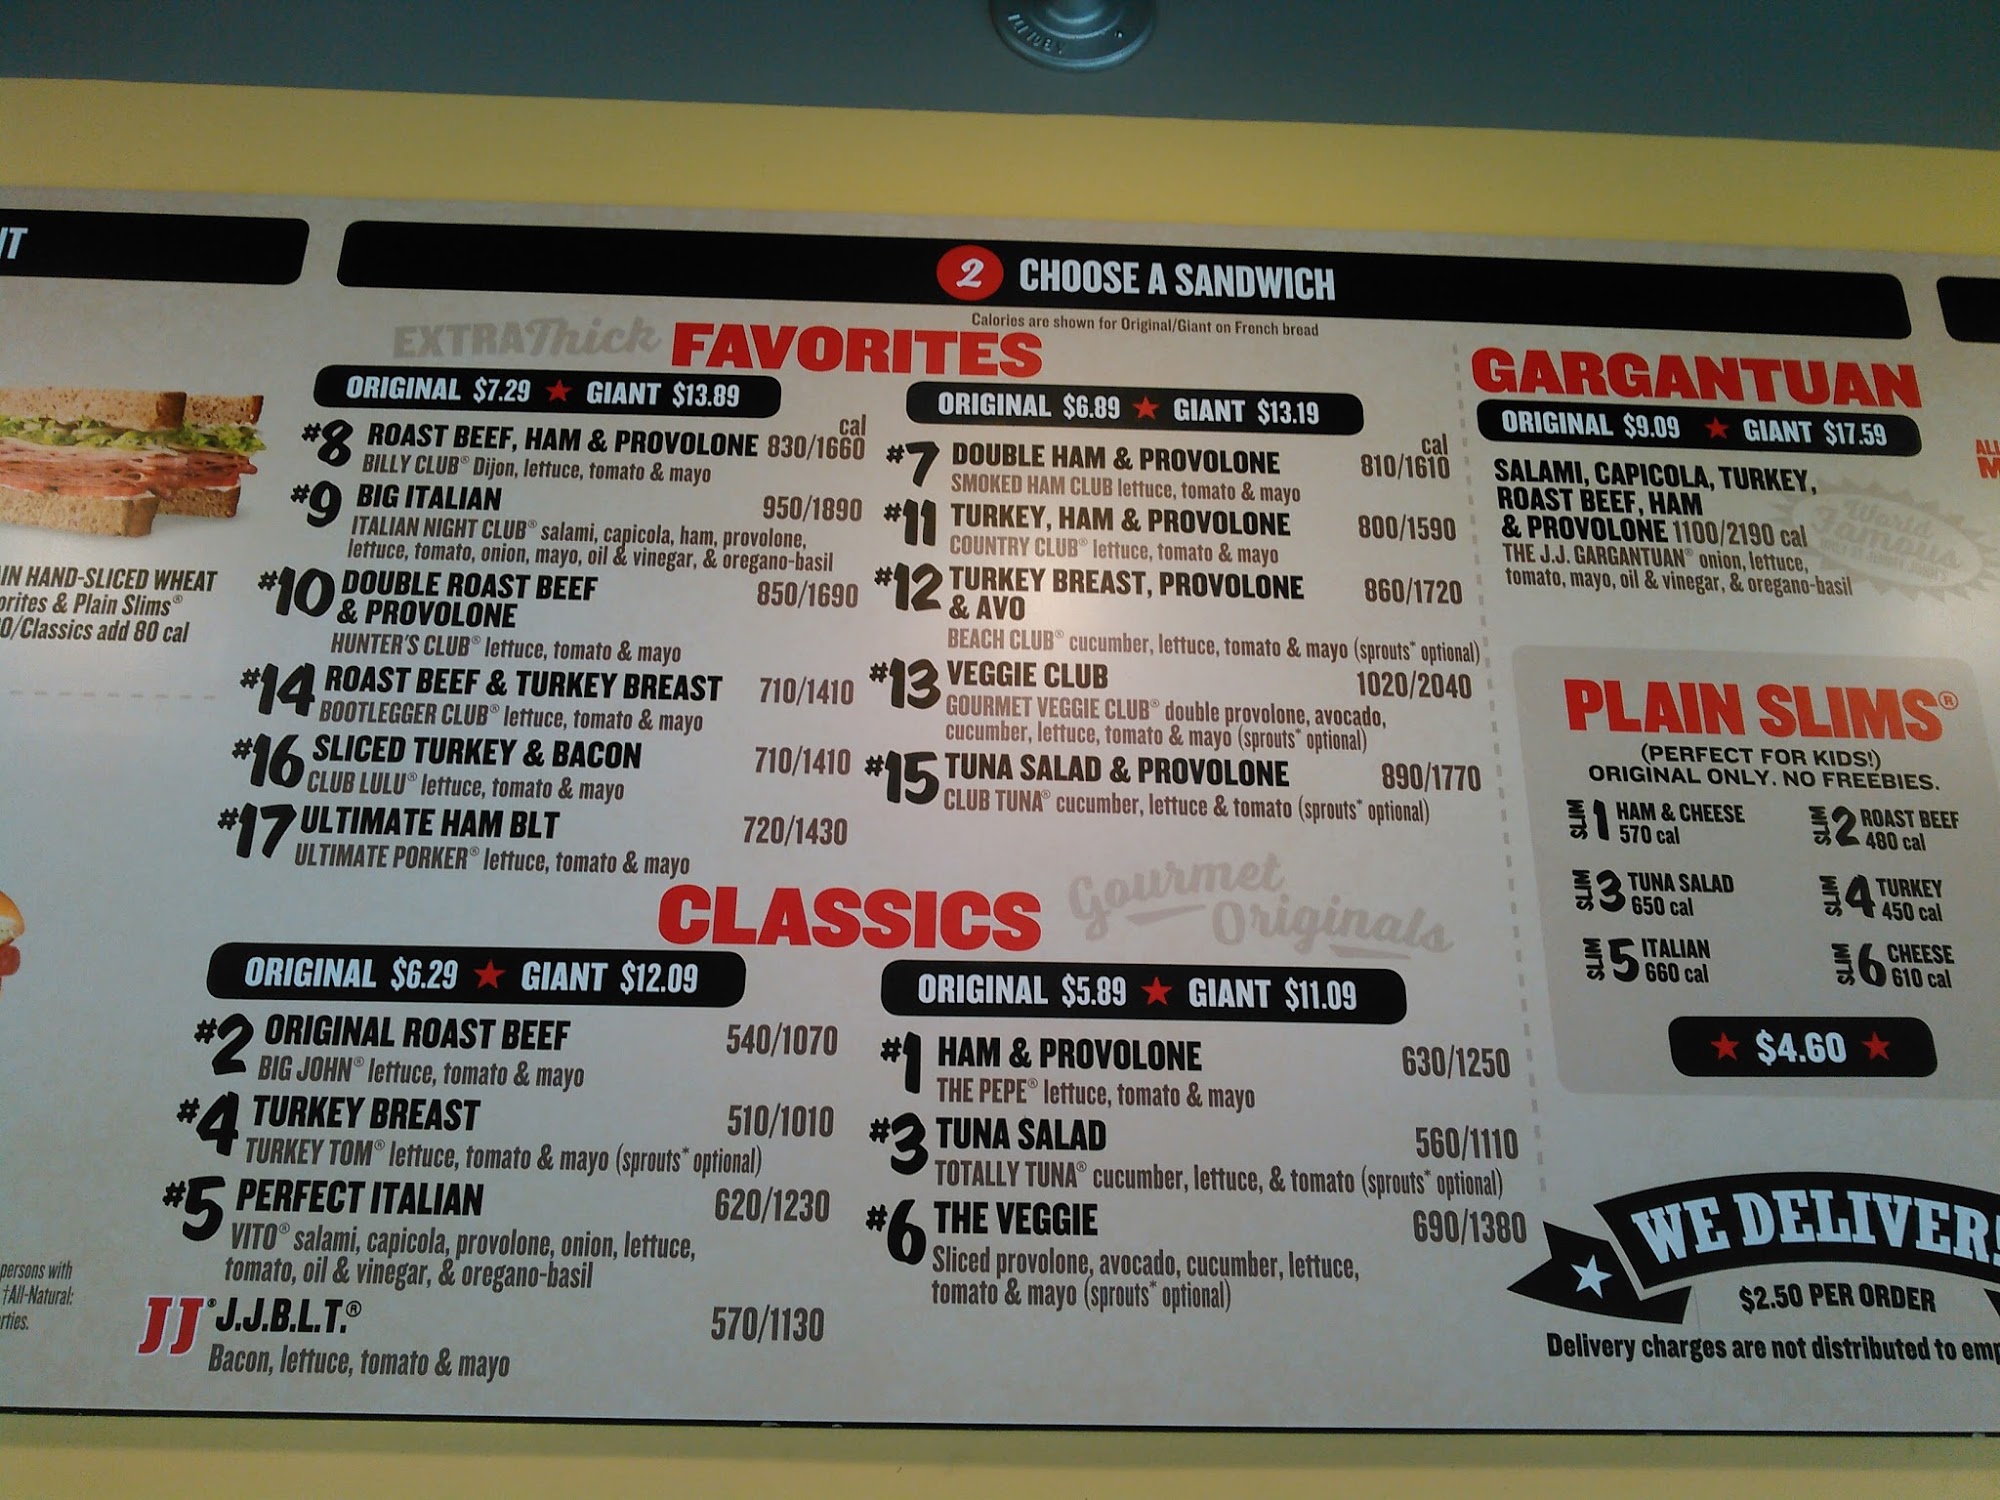 IT
2 CHOOSE A SANDWICH
Calories are shown for Original/Giant on French bread
EXTRA Thick FAVORITES
ORIGINAL $7.29 ★ GIANT $13.89
cal
#8 ROAST BEEF, HAM & PROVOLONE 830/1660
BILLY CLUB® Dijon, lettuce, tomato & mayo
#9 BIG ITALIAN 950/1890
ITALIAN NIGHT CLUB® salami, capicola, ham, provolone,
lettuce, tomato, onion, mayo, oil & vinegar, & oregano-basil
#10 DOUBLE ROAST BEEF 850/1690
& PROVOLONE
HUNTER'S CLUB® lettuce, tomato & mayo
#14 ROAST BEEF & TURKEY BREAST 710/1410
BOOTLEGGER CLUB® lettuce, tomato & mayo
#16 SLICED TURKEY & BACON 710/1410
CLUB LULU® lettuce, tomato & mayo
#17 ULTIMATE HAM BLT 720/1430
ULTIMATE PORKER® lettuce, tomato & mayo
ORIGINAL $6.89 ★ GIANT $13.19
cal
#7 DOUBLE HAM & PROVOLONE 810/1610
SMOKED HAM CLUB lettuce, tomato & mayo
#11 TURKEY, HAM & PROVOLONE 800/1590
COUNTRY CLUB® lettuce, tomato & mayo
#12 TURKEY BREAST, PROVOLONE 860/1720
& AVO
BEACH CLUB® cucumber, lettuce, tomato & mayo (sprouts* optional)
#13 VEGGIE CLUB 1020/2040
GOURMET VEGGIE CLUB® double provolone, avocado,
cucumber, lettuce, tomato & mayo (sprouts* optional)
#15 TUNA SALAD & PROVOLONE 890/1770
CLUB TUNA® cucumber, lettuce & tomato (sprouts* optional)
CLASSICS Gourmet
Originals
ORIGINAL $6.29 ★ GIANT $12.09
#2 ORIGINAL ROAST BEEF 540/1070
BIG JOHN® lettuce, tomato & mayo
#4 TURKEY BREAST 510/1010
TURKEY TOM® lettuce, tomato & mayo (sprouts* optional)
#5 PERFECT ITALIAN 620/1230
VITO® salami, capicola, provolone, onion, lettuce,
tomato, oil & vinegar, & oregano-basil
JJ® J.J.B.L.T.® 570/1130
Bacon, lettuce, tomato & mayo
ORIGINAL $5.89 ★ GIANT $11.09
#1 HAM & PROVOLONE 630/1250
THE PEPE® lettuce, tomato & mayo
#3 TUNA SALAD 560/1110
TOTALLY TUNA® cucumber, lettuce, & tomato (sprouts* optional)
#6 THE VEGGIE 690/1380
Sliced provolone, avocado, cucumber, lettuce,
tomato & mayo (sprouts* optional)
GARGANTUAN
ORIGINAL $9.09 ★ GIANT $17.59
SALAMI, CAPICOLA, TURKEY,
ROAST BEEF, HAM
& PROVOLONE 1100/2190 cal
THE J.J. GARGANTUAN® onion, lettuce,
tomato, mayo, oil & vinegar, & oregano-basil
World
Famous
PLAIN SLIMS®
(PERFECT FOR KIDS!)
ORIGINAL ONLY. NO FREEBIES.
SLIM 1 HAM & CHEESE
570 cal
SLIM 2 ROAST BEEF
480 cal
SLIM 3 TUNA SALAD
650 cal
SLIM 4 TURKEY
450 cal
SLIM 5 ITALIAN
660 cal
SLIM 6 CHEESE
610 cal
★ $4.60 ★
WE DELIVER!
$2.50 PER ORDER
Delivery charges are not distributed to emp
IN HAND-SLICED WHEAT
orites & Plain Slims®
0/Classics add 80 cal
persons with
†All-Natural:
rties.
ALL
M